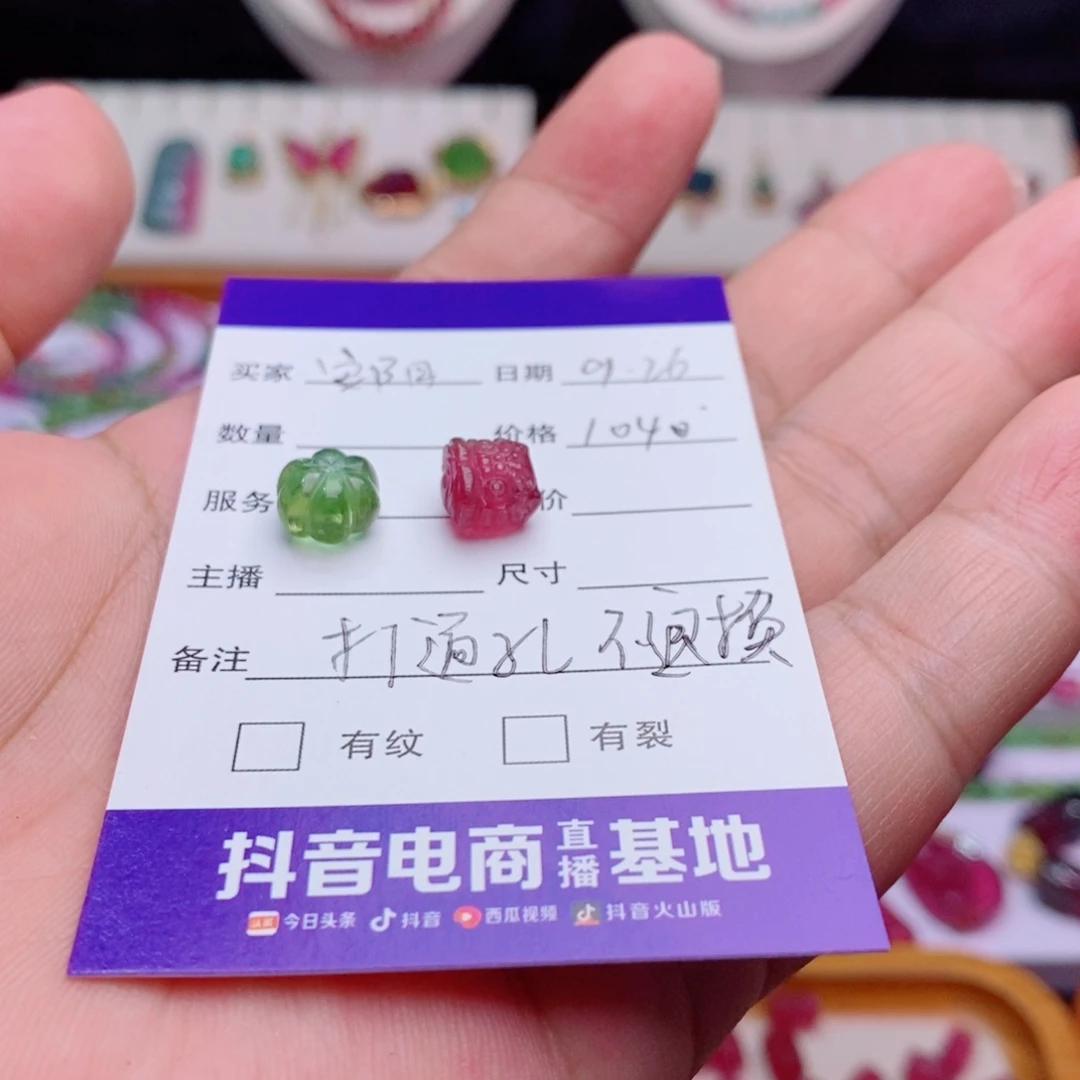 买家 日期 09.26
数量 价格 1040
服务 价
主播 尺寸
备注 打通孔 不退换
有纹 有裂
抖音电商直播基地
今日头条 抖音 西瓜视频 抖音火山版